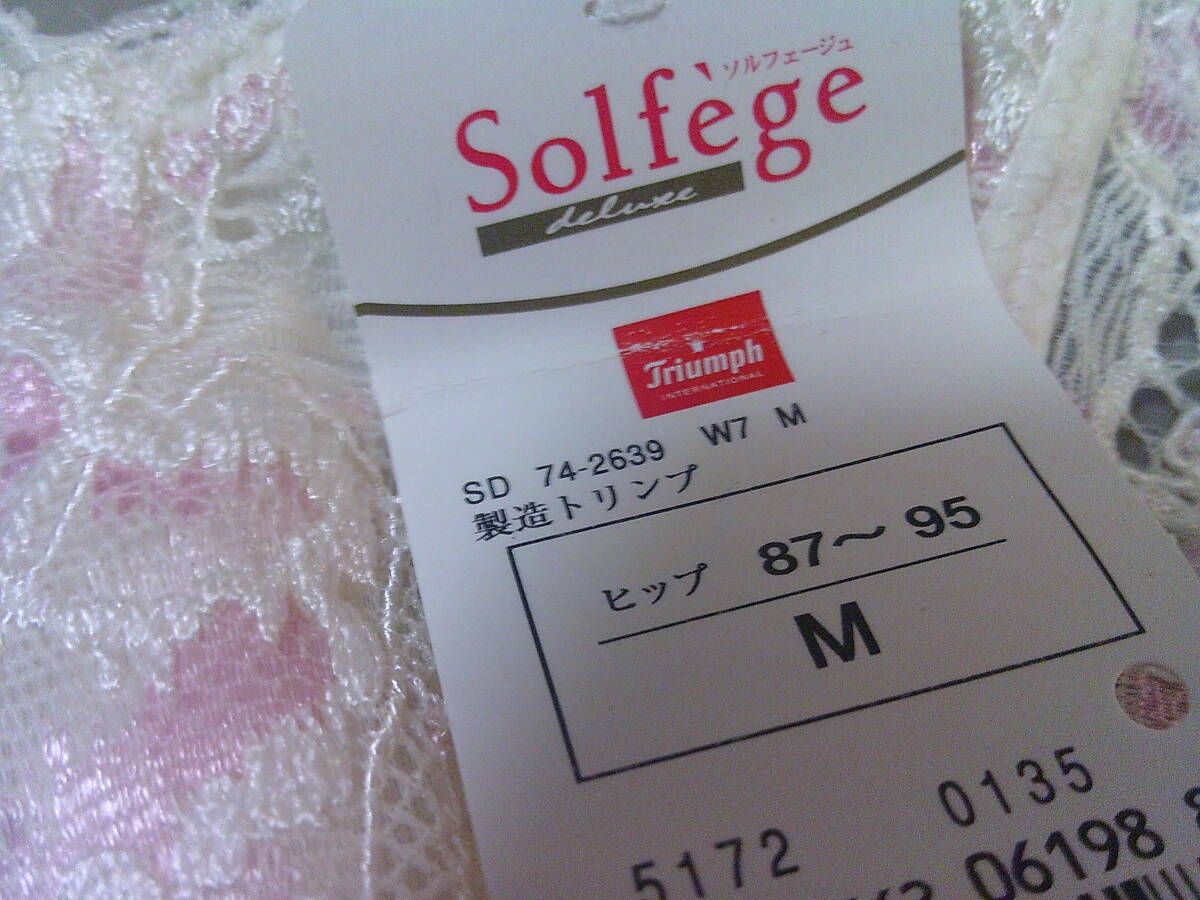 ソルフェージュ
Solfège
deluxe
Triumph
INTERNATIONAL
SD 74-2639 W7 M
製造トリンプ
ヒップ 87〜95
M
0135
5172
06198